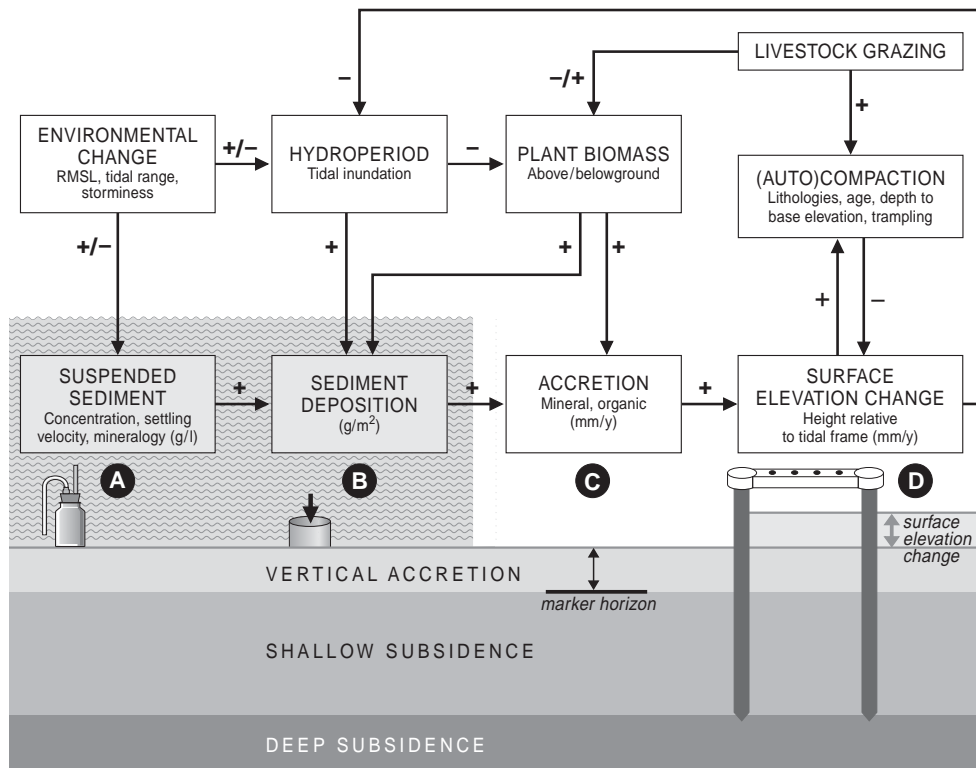 LIVESTOCK GRAZING
–
–/+
+
ENVIRONMENTAL
CHANGE
RMSL, tidal range,
storminess
+/–
HYDROPERIOD
Tidal inundation
–
PLANT BIOMASS
Above/belowground
(AUTO)COMPACTION
Lithologies, age, depth to
base elevation, trampling
+/–
+
+
+
+
–
SUSPENDED
SEDIMENT
Concentration, settling
velocity, mineralogy (g/l)
+
SEDIMENT
DEPOSITION
(g/m²)
+
ACCRETION
Mineral, organic
(mm/y)
+
SURFACE
ELEVATION CHANGE
Height relative
to tidal frame (mm/y)
A
B
C
D
surface
elevation
change
VERTICAL ACCRETION
marker horizon
SHALLOW SUBSIDENCE
DEEP SUBSIDENCE